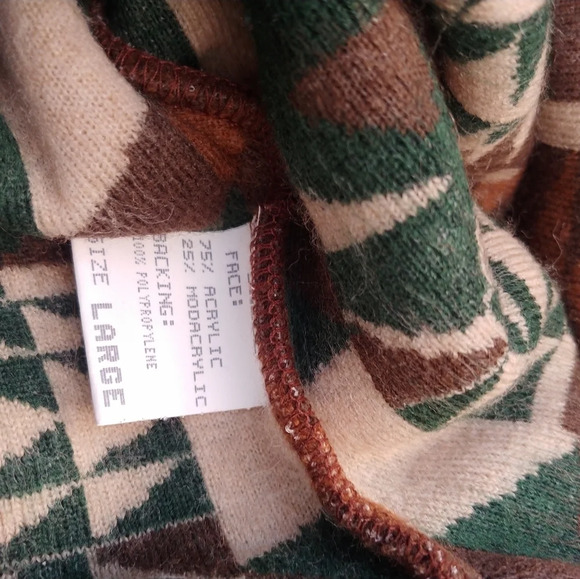 FACE:
75% ACRYLIC
25% MODACRYLIC
BACKING:
100% POLYPROPYLENE
SIZE LARGE